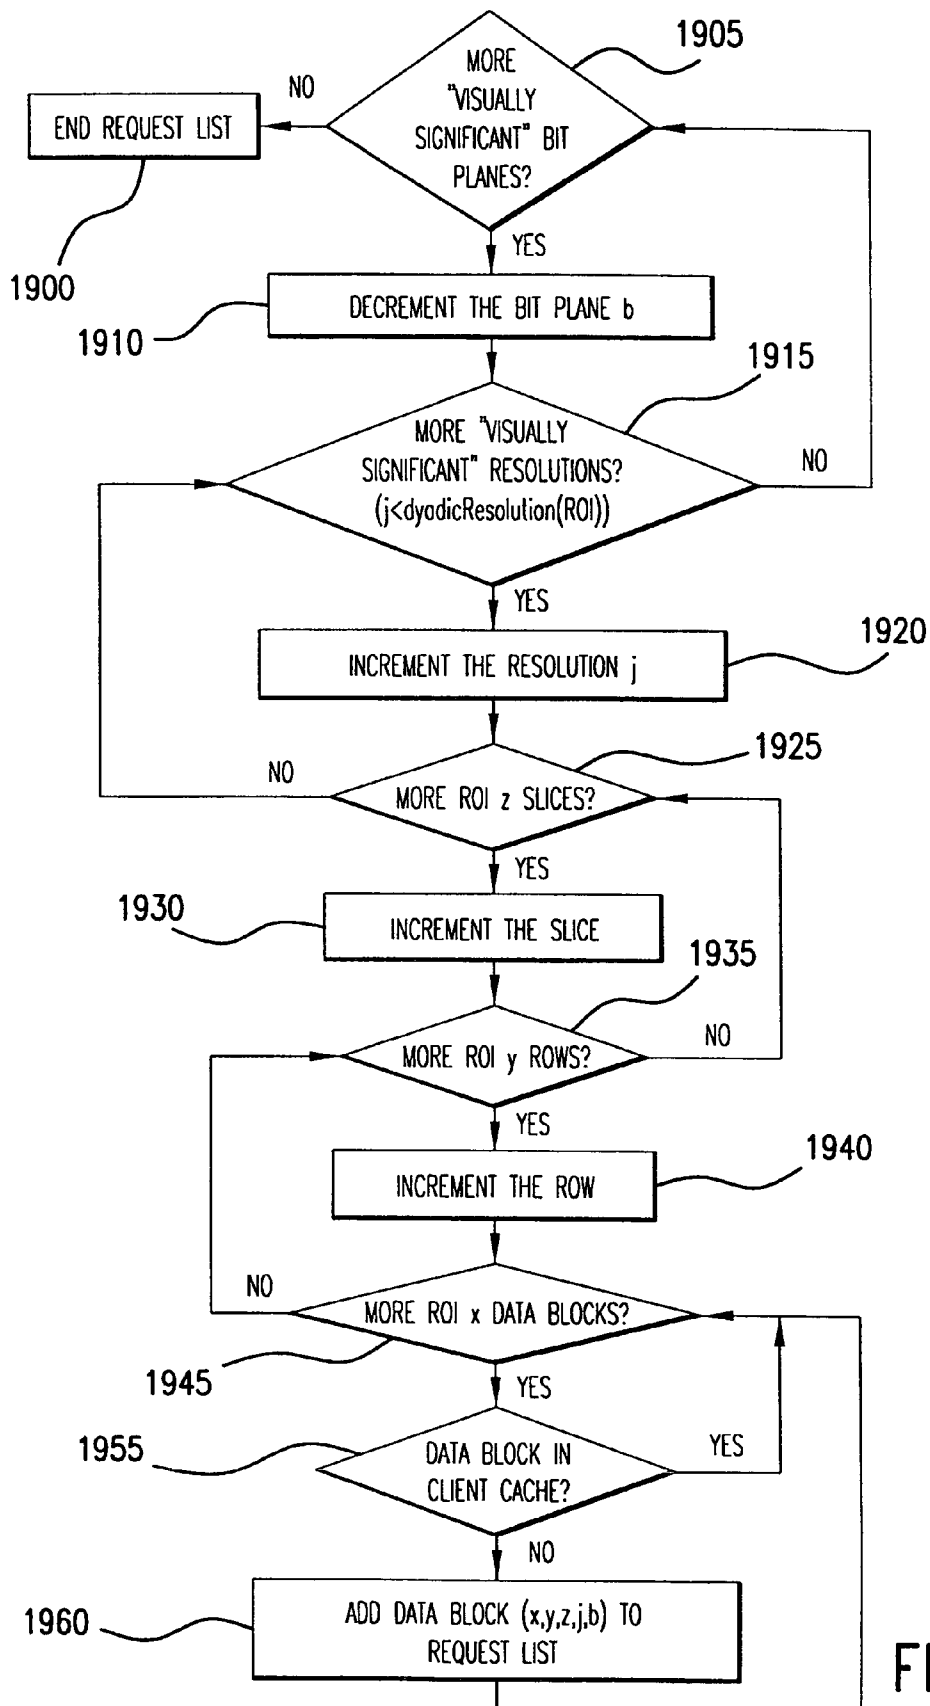 1905
MORE
"VISUALLY
SIGNIFICANT" BIT
PLANES?
NO
END REQUEST LIST
1900
YES
DECREMENT THE BIT PLANE b
1910
1915
MORE "VISUALLY
SIGNIFICANT" RESOLUTIONS?
(j<dyadicResolution(ROI))
NO
YES
1920
INCREMENT THE RESOLUTION j
1925
NO
MORE ROI z SLICES?
YES
1930
INCREMENT THE SLICE
1935
MORE ROI y ROWS?
NO
YES
1940
INCREMENT THE ROW
NO
MORE ROI x DATA BLOCKS?
1945
YES
1955
DATA BLOCK IN
CLIENT CACHE?
YES
NO
1960
ADD DATA BLOCK (x,y,z,j,b) TO
REQUEST LIST